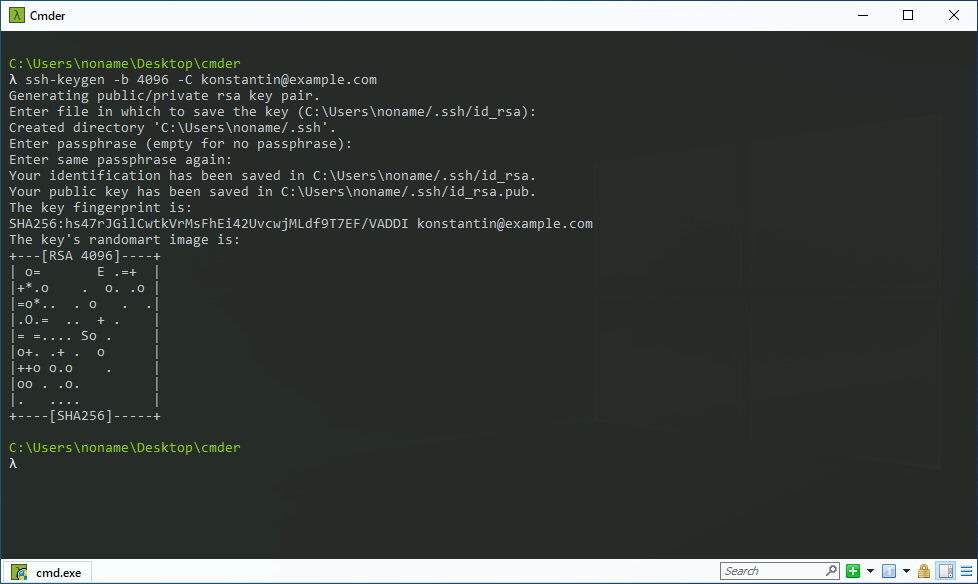 Cmder
C:\Users\noname\Desktop\cmder
λ ssh-keygen -b 4096 -C konstantin@example.com
Generating public/private rsa key pair.
Enter file in which to save the key (C:\Users\noname/.ssh/id_rsa):
Created directory 'C:\Users\noname/.ssh'.
Enter passphrase (empty for no passphrase):
Enter same passphrase again:
Your identification has been saved in C:\Users\noname/.ssh/id_rsa.
Your public key has been saved in C:\Users\noname/.ssh/id_rsa.pub.
The key fingerprint is:
SHA256:hs47rJGilCwtkVrMsFhEi42UvcwjMLdf9T7EF/VADDI konstantin@example.com
The key's randomart image is:
+---[RSA 4096]----+
| o=       E .=+  |
|+*.o    .  o. .o |
|=o*..  . o   .  .|
|.O.=  ..  + .    |
|= =.... So .     |
|o+. .+ .  o      |
|++o o.o    .     |
|oo . .o.         |
|.   ....         |
+----[SHA256]-----+
C:\Users\noname\Desktop\cmder
λ
cmd.exe
Search